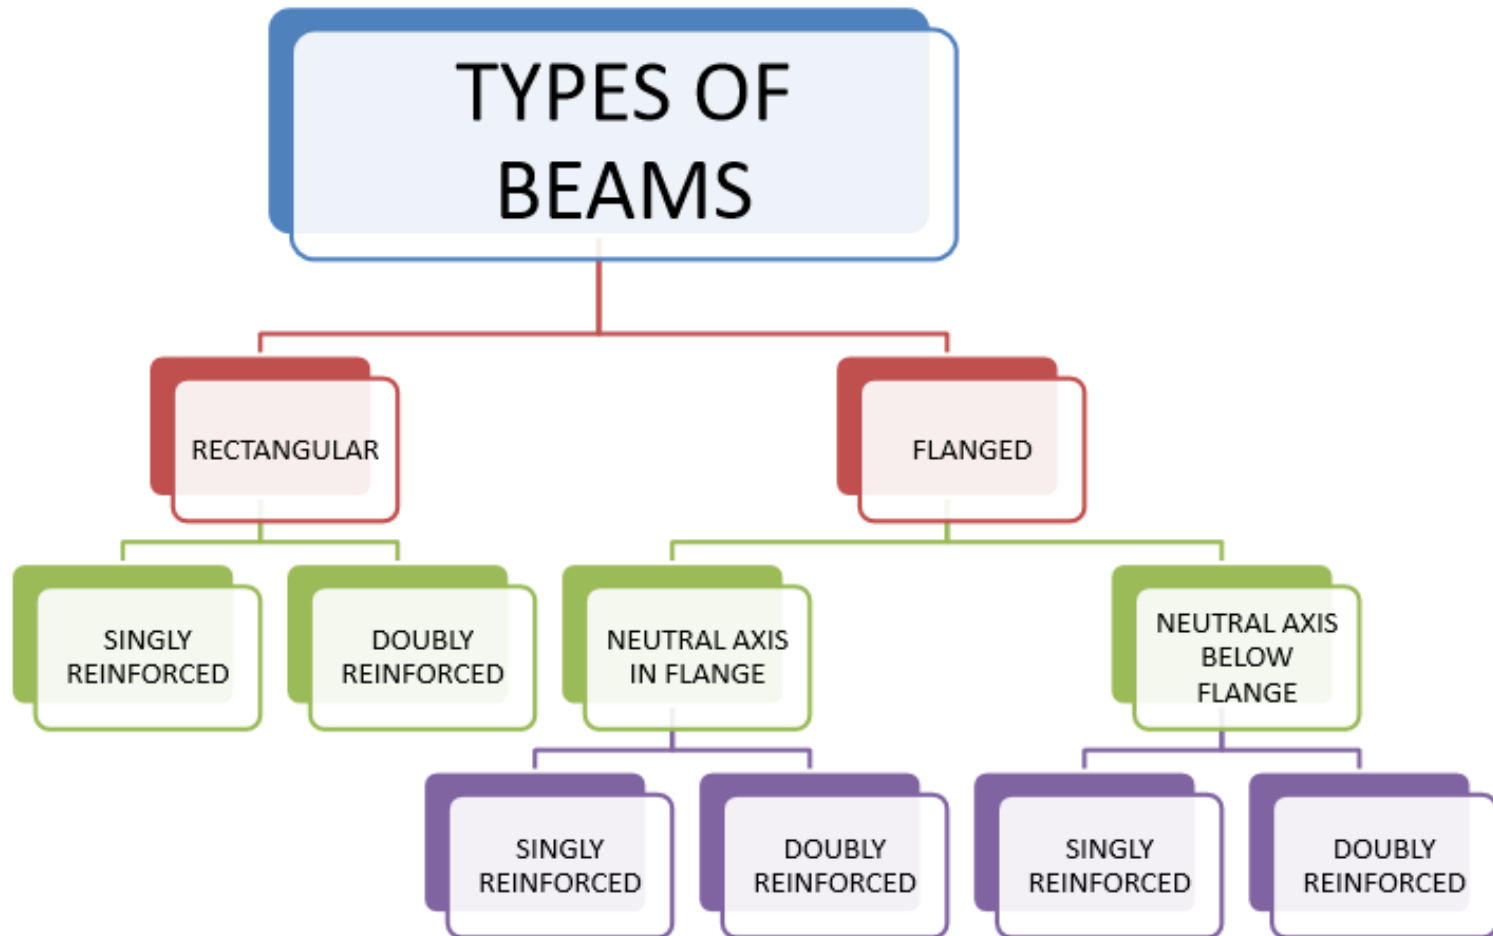 TYPES OF
BEAMS
RECTANGULAR
FLANGED
SINGLY
REINFORCED
DOUBLY
REINFORCED
NEUTRAL AXIS
IN FLANGE
NEUTRAL AXIS
BELOW
FLANGE
SINGLY
REINFORCED
DOUBLY
REINFORCED
SINGLY
REINFORCED
DOUBLY
REINFORCED